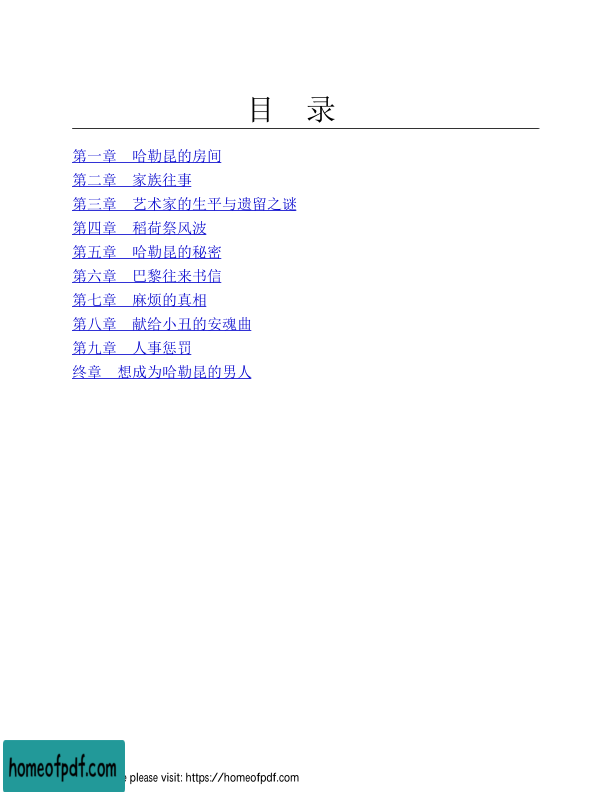 目 录
第一章 哈勒昆的房间
第二章 家族往事
第三章 艺术家的生平与遗留之谜
第四章 稻荷祭风波
第五章 哈勒昆的秘密
第六章 巴黎往来书信
第七章 麻烦的真相
第八章 献给小丑的安魂曲
第九章 人事惩罚
终章 想成为哈勒昆的男人
homeofpdf.com
e please visit: https://homeofpdf.com